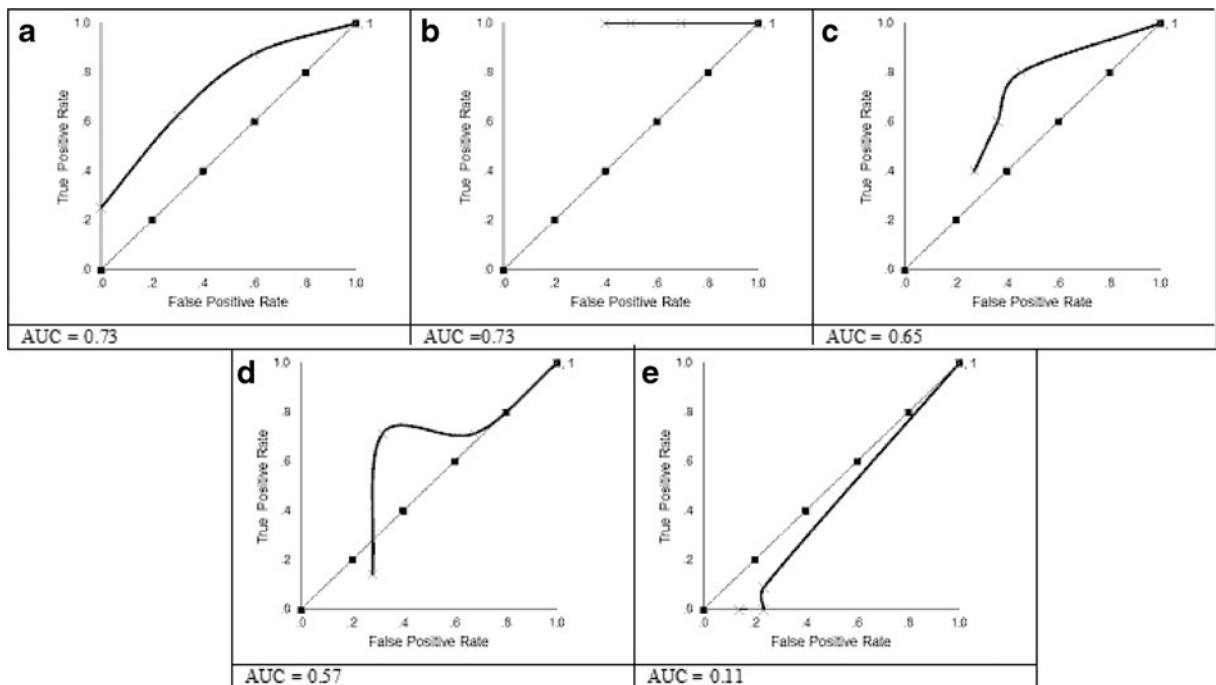 a
1.0
, 1
.8
.6
.4
.2
.0
True Positive Rate
.0 .2 .4 .6 .8 1.0
False Positive Rate
AUC = 0.73
b
1.0
, 1
.8
.6
.4
.2
.0
True Positive Rate
.0 .2 .4 .6 .8 1.0
False Positive Rate
AUC =0.73
c
1.0
, 1
.8
.6
.4
.2
.0
True Positive Rate
.0 .2 .4 .6 .8 1.0
False Positive Rate
AUC = 0.65
d
1.0
, 1
.8
.6
.4
.2
.0
True Positive Rate
.0 .2 .4 .6 .8 1.0
False Positive Rate
AUC = 0.57
e
1.0
, 1
.8
.6
.4
.2
.0
True Positive Rate
.0 .2 .4 .6 .8 1.0
False Positive Rate
AUC = 0.11